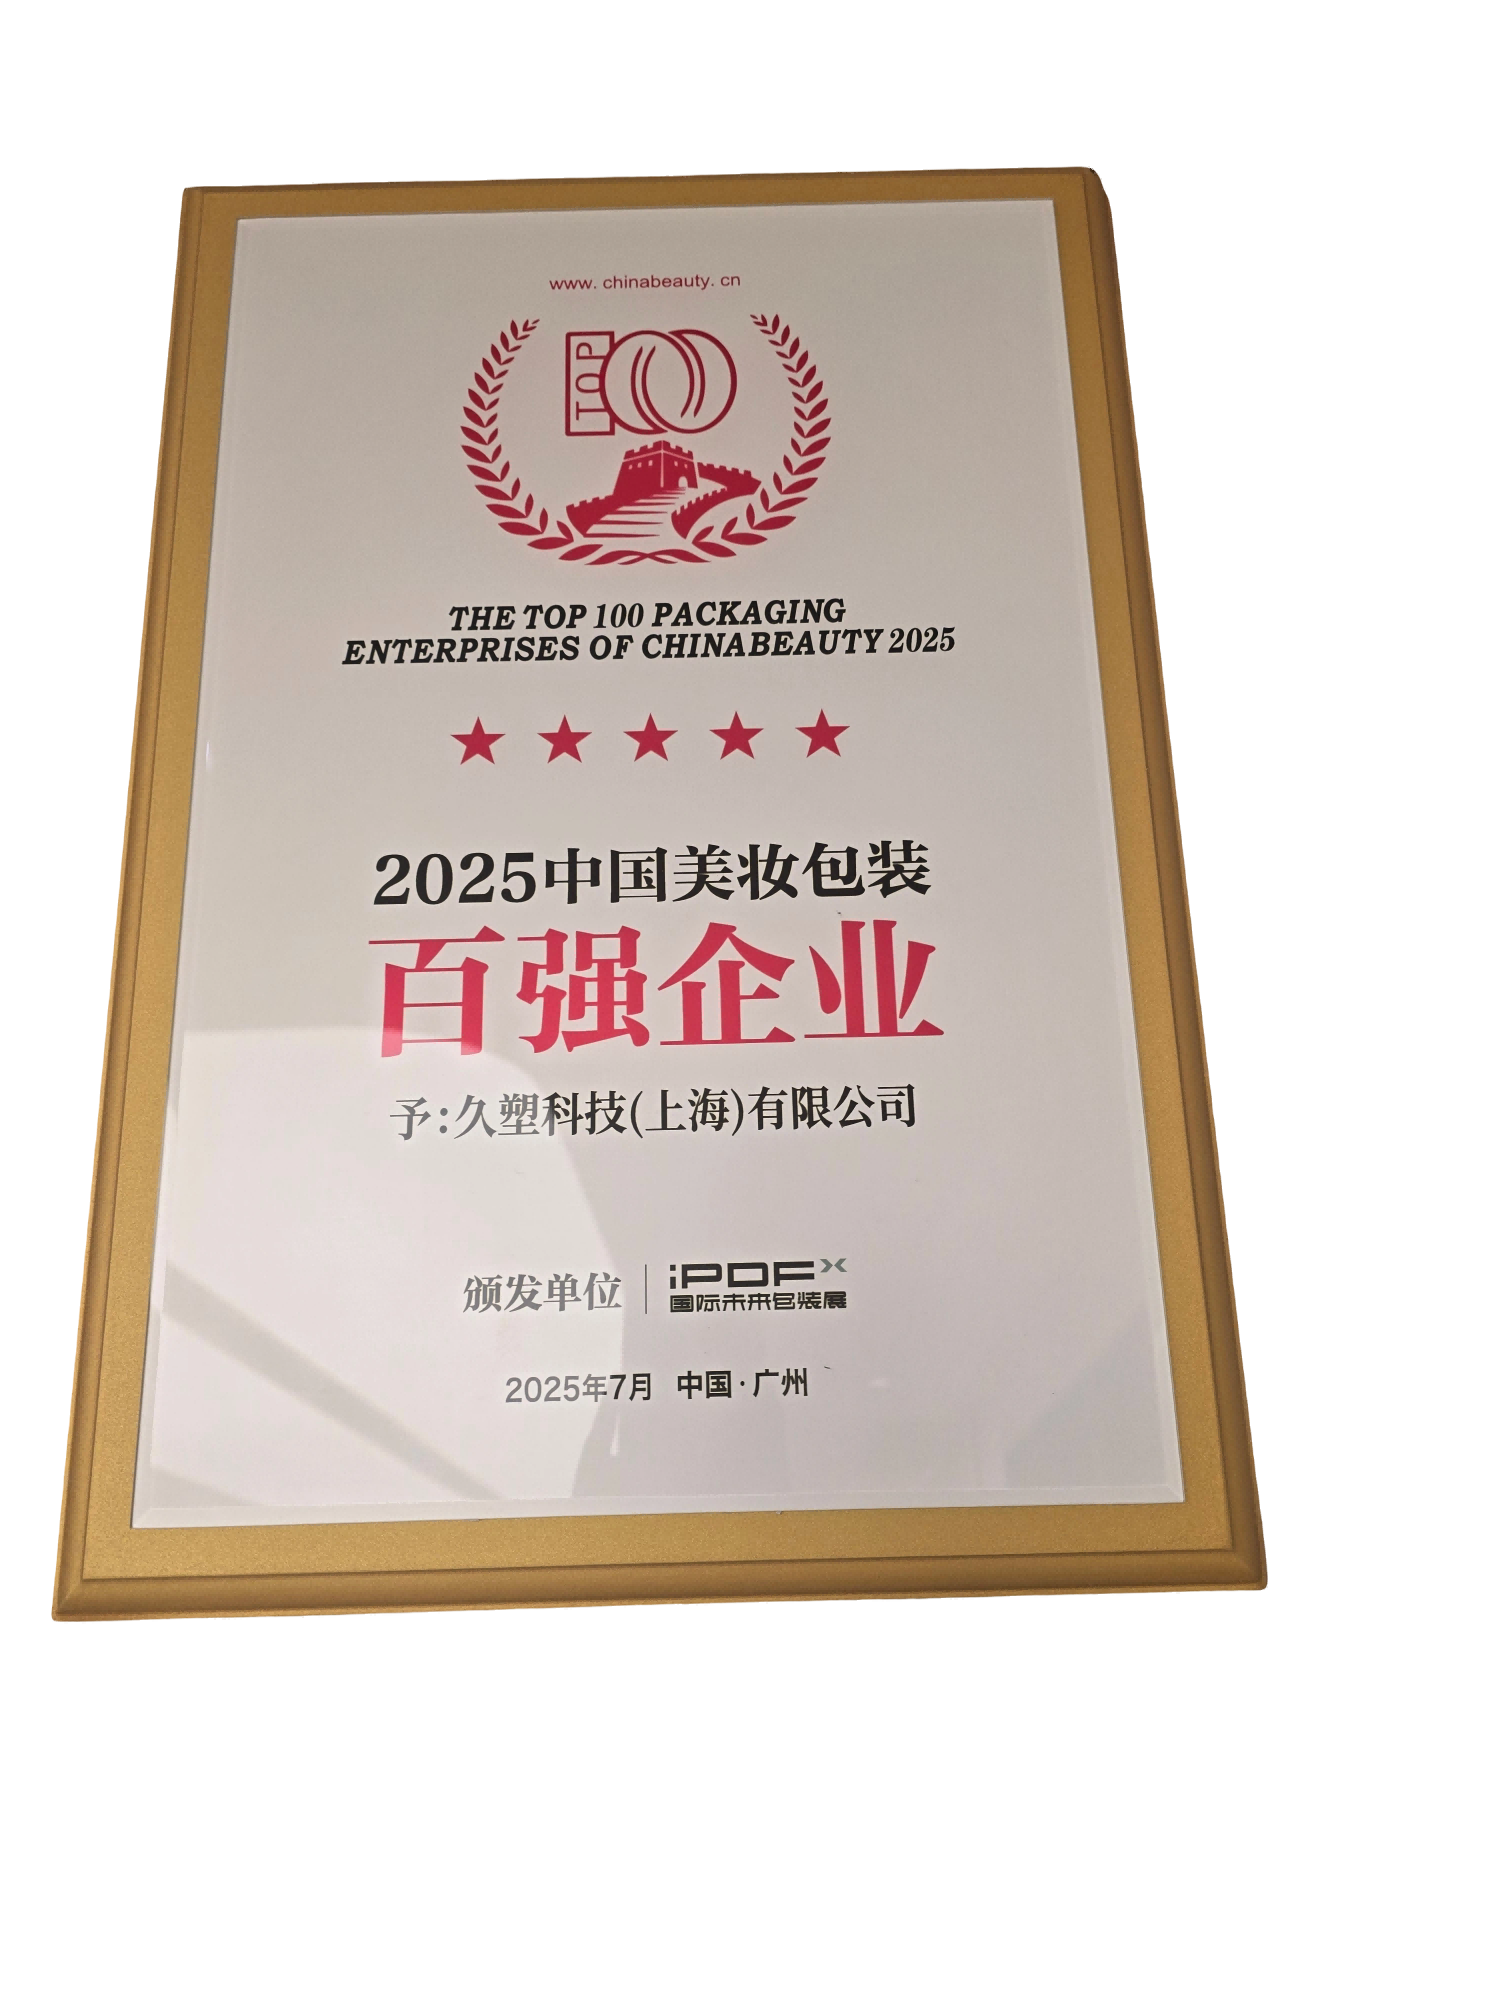 www. chinabeauty. cn
TOP 100
THE TOP 100 PACKAGING
ENTERPRISES OF CHINABEAUTY 2025
2025中国美妆包装
百强企业
予:久塑科技(上海)有限公司
颁发单位 iPDFx
国际未来包装展
2025年7月 中国·广州